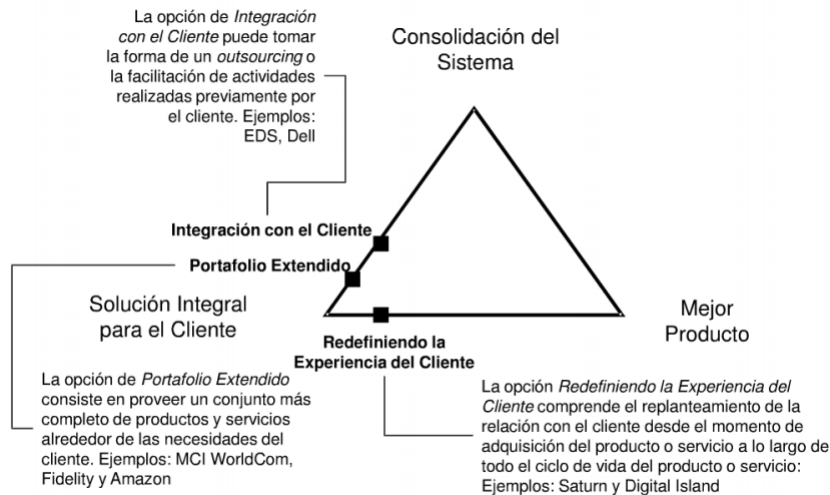 La opción de Integración
con el Cliente puede tomar
la forma de un outsourcing o
la facilitación de actividades
realizadas previamente por
el cliente. Ejemplos:
EDS, Dell
Consolidación del
Sistema
Integración con el Cliente
Portafolio Extendido
Solución Integral
para el Cliente
Mejor
Producto
Redefiniendo la
Experiencia del Cliente
La opción de Portafolio Extendido
consiste en proveer un conjunto más
completo de productos y servicios
alrededor de las necesidades del
cliente. Ejemplos: MCI WorldCom,
Fidelity y Amazon
La opción Redefiniendo la Experiencia del
Cliente comprende el replanteamiento de la
relación con el cliente desde el momento de
adquisición del producto o servicio a lo largo de
todo el ciclo de vida del producto o servicio:
Ejemplos: Saturn y Digital Island